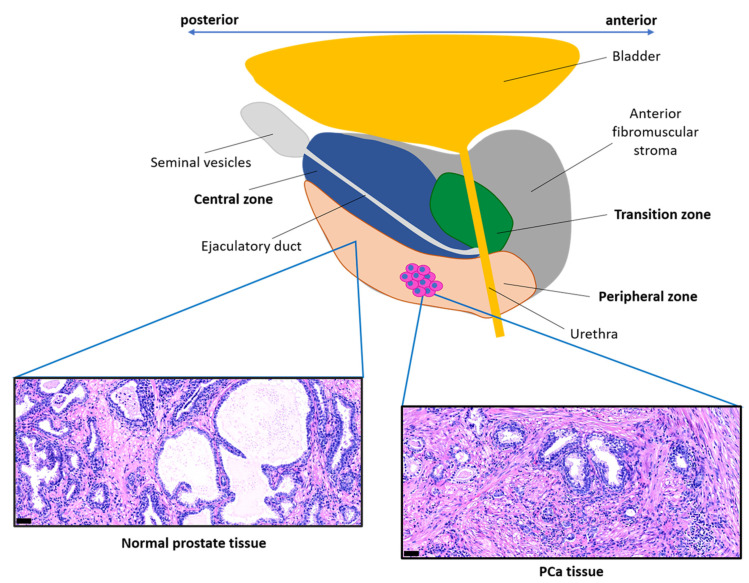 posterior
anterior
Bladder
Anterior
fibromuscular
stroma
Seminal vesicles
Central zone
Transition zone
Ejaculatory duct
Peripheral zone
Urethra
Normal prostate tissue
PCa tissue